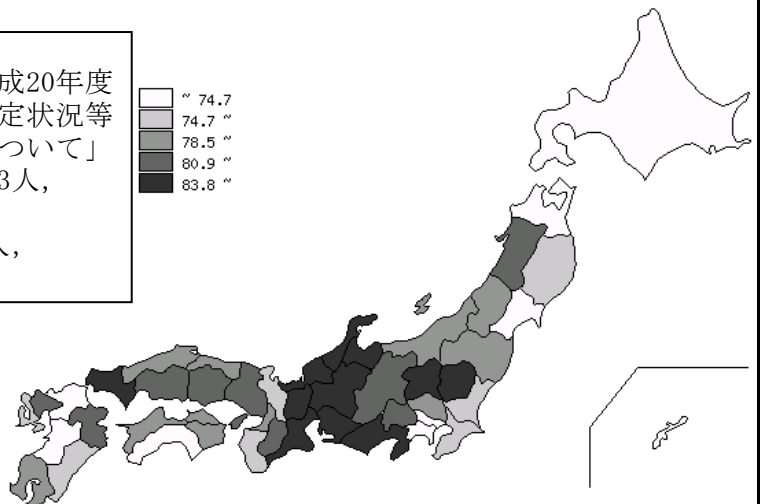 成20年度
定状況等
ついて」
3人,
人,
~ 74.7
74.7 ~
78.5 ~
80.9 ~
83.8 ~